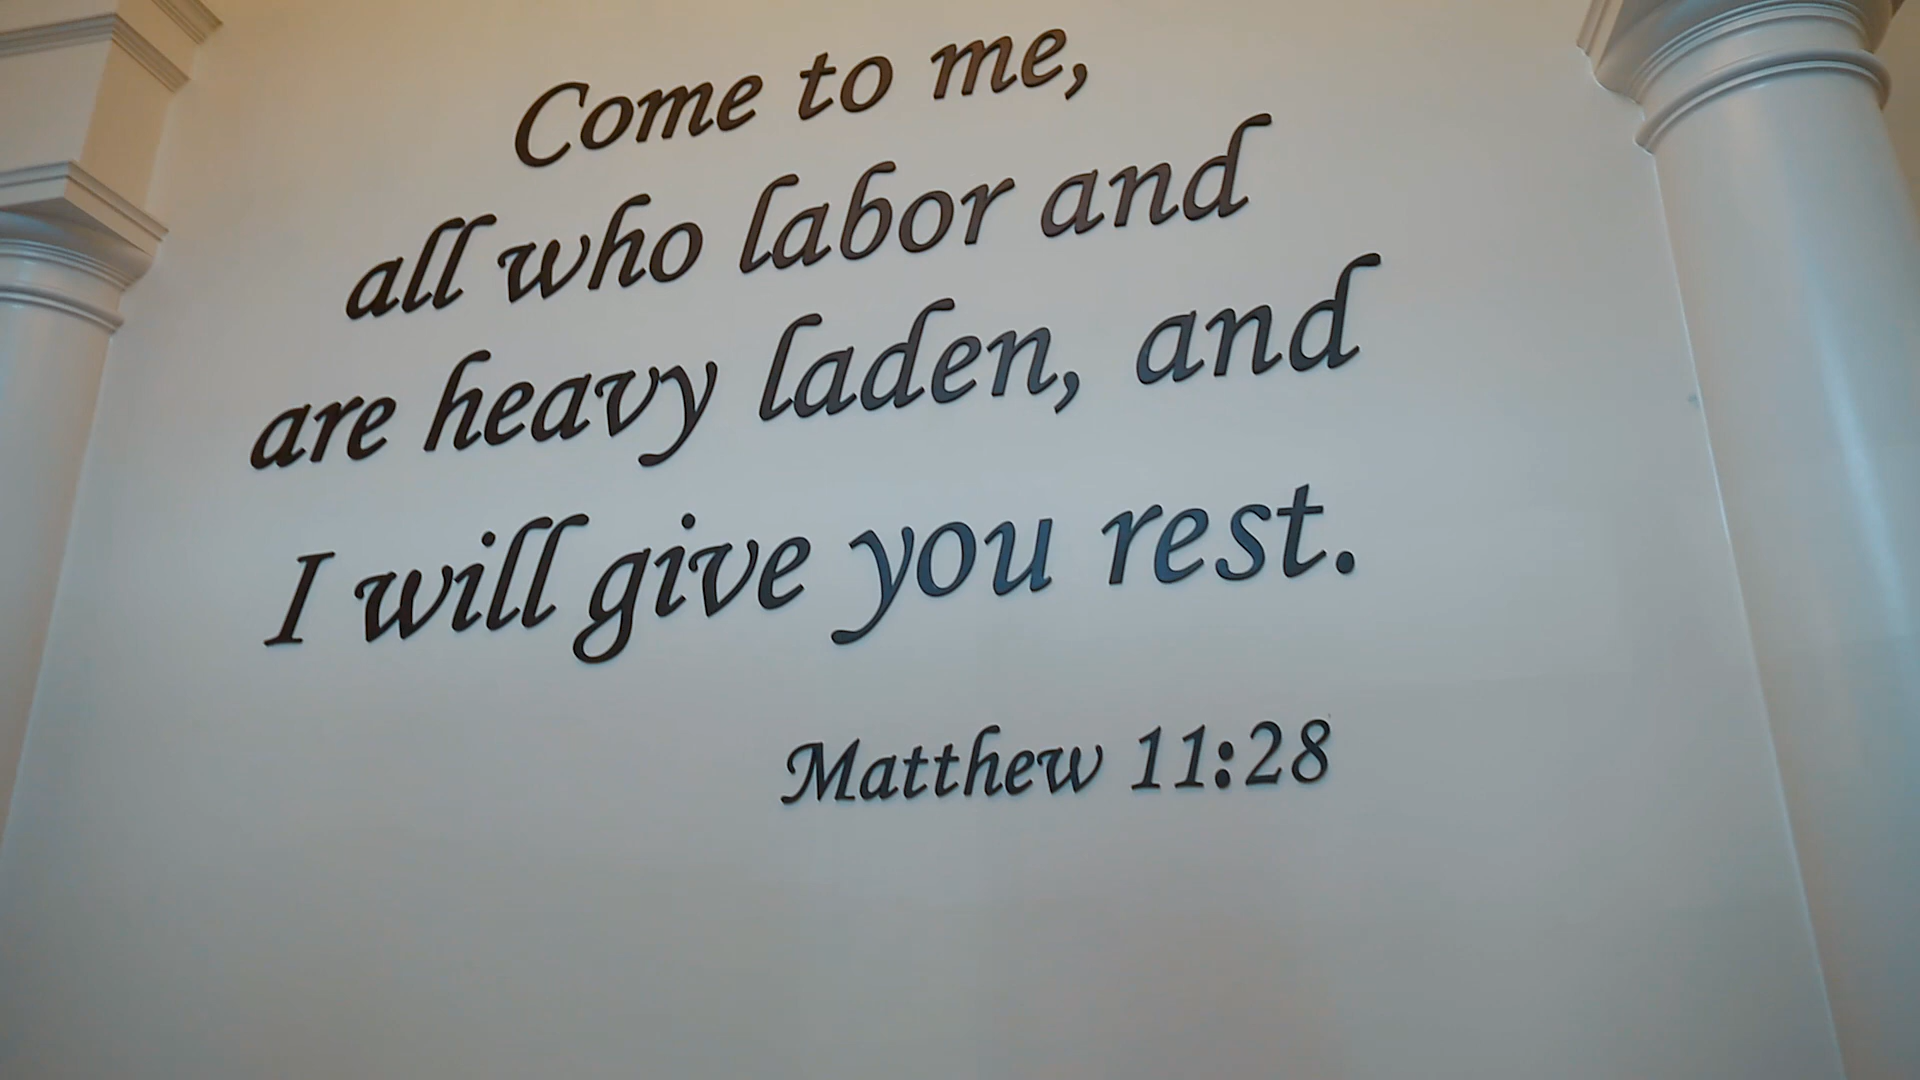 Come to me,
all who labor and
are heavy laden, and
I will give you rest.
Matthew 11:28